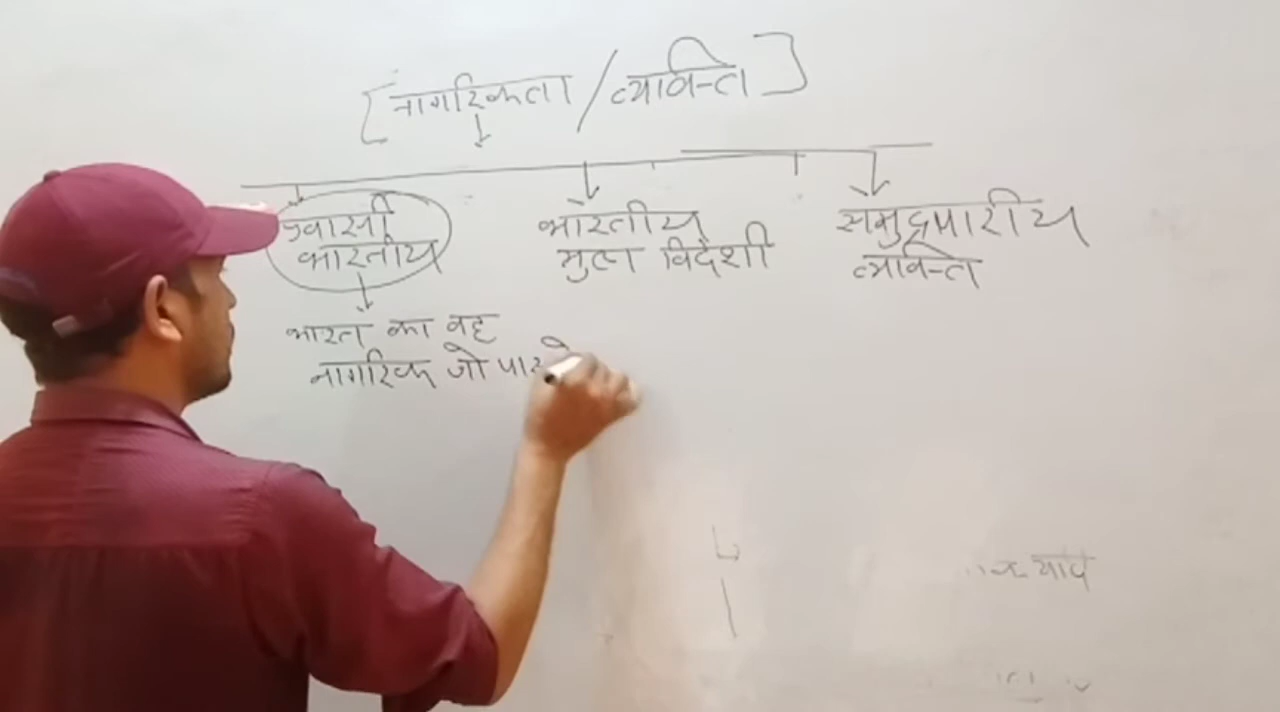 [नागरिकता / व्यक्ति]
प्रवासी भारतीय
भारतीय मुल विदेशी
समुद्रपारीय व्यक्ति
भारत का वह
नागरिक जो